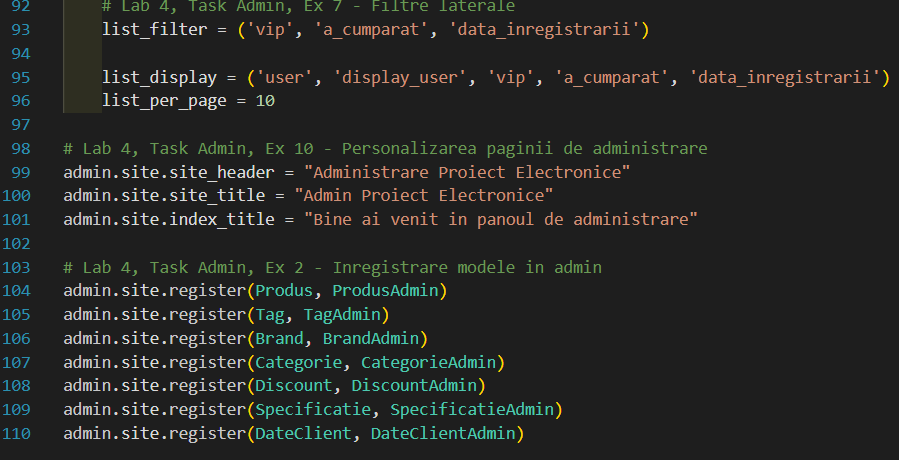 92 # Lab 4, Task Admin, Ex 7 - Filtre laterale
93 list_filter = ('vip', 'a_cumparat', 'data_inregistrarii')
94
95 list_display = ('user', 'display_user', 'vip', 'a_cumparat', 'data_inregistrarii')
96 list_per_page = 10
97
98 # Lab 4, Task Admin, Ex 10 - Personalizarea paginii de administrare
99 admin.site.site_header = "Administrare Proiect Electronice"
100 admin.site.site_title = "Admin Proiect Electronice"
101 admin.site.index_title = "Bine ai venit in panoul de administrare"
102
103 # Lab 4, Task Admin, Ex 2 - Inregistrare modele in admin
104 admin.site.register(Produs, ProdusAdmin)
105 admin.site.register(Tag, TagAdmin)
106 admin.site.register(Brand, BrandAdmin)
107 admin.site.register(Categorie, CategorieAdmin)
108 admin.site.register(Discount, DiscountAdmin)
109 admin.site.register(Specificatie, SpecificatieAdmin)
110 admin.site.register(DateClient, DateClientAdmin)